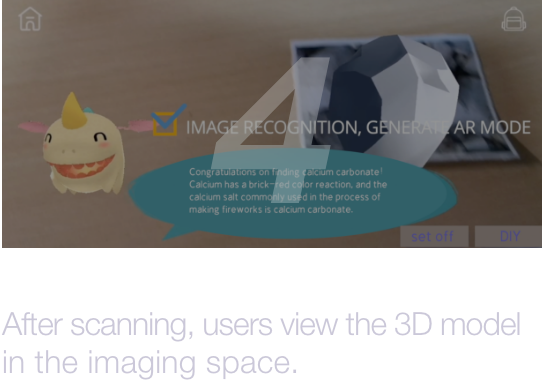 4
IMAGE RECOGNITION, GENERATE AR MODE
Congratulations on finding calcium carbonate!
Calcium has a brick-red color reaction, and the
calcium salt commonly used in the process of
making fireworks is calcium carbonate.
set off DIY
After scanning, users view the 3D model
in the imaging space.